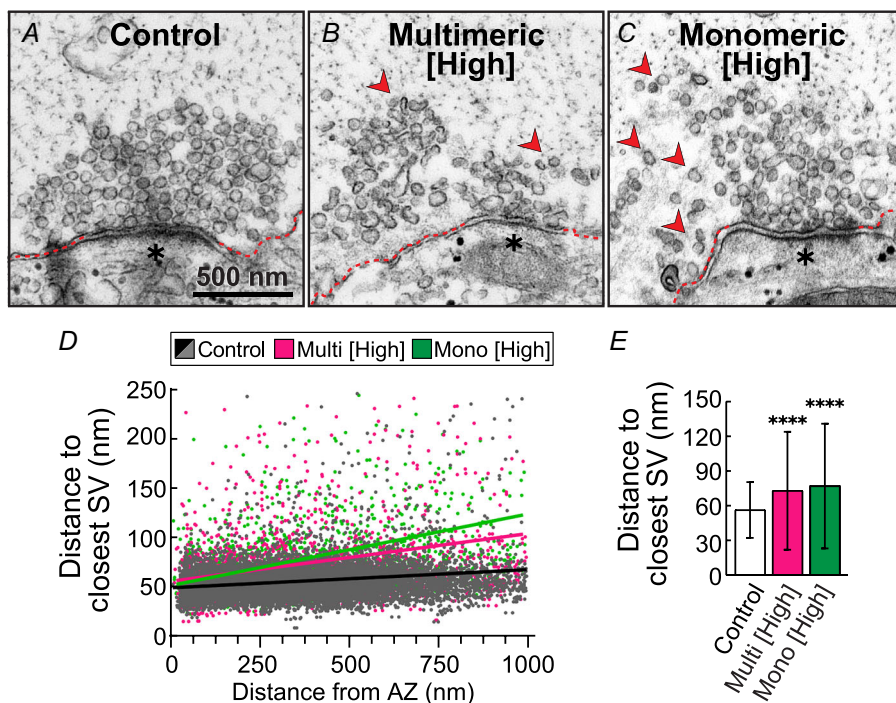 A Control
B Multimeric
[High]
C Monomeric
[High]
*
*
*
500 nm
D
Control Multi [High] Mono [High]
Distance to
closest SV (nm)
250
200
150
100
50
0
0 250 500 750 1000
Distance from AZ (nm)
E
Distance to
closest SV (nm)
150
120
90
60
30
0
**** ****
Control
Multi [High]
Mono [High]